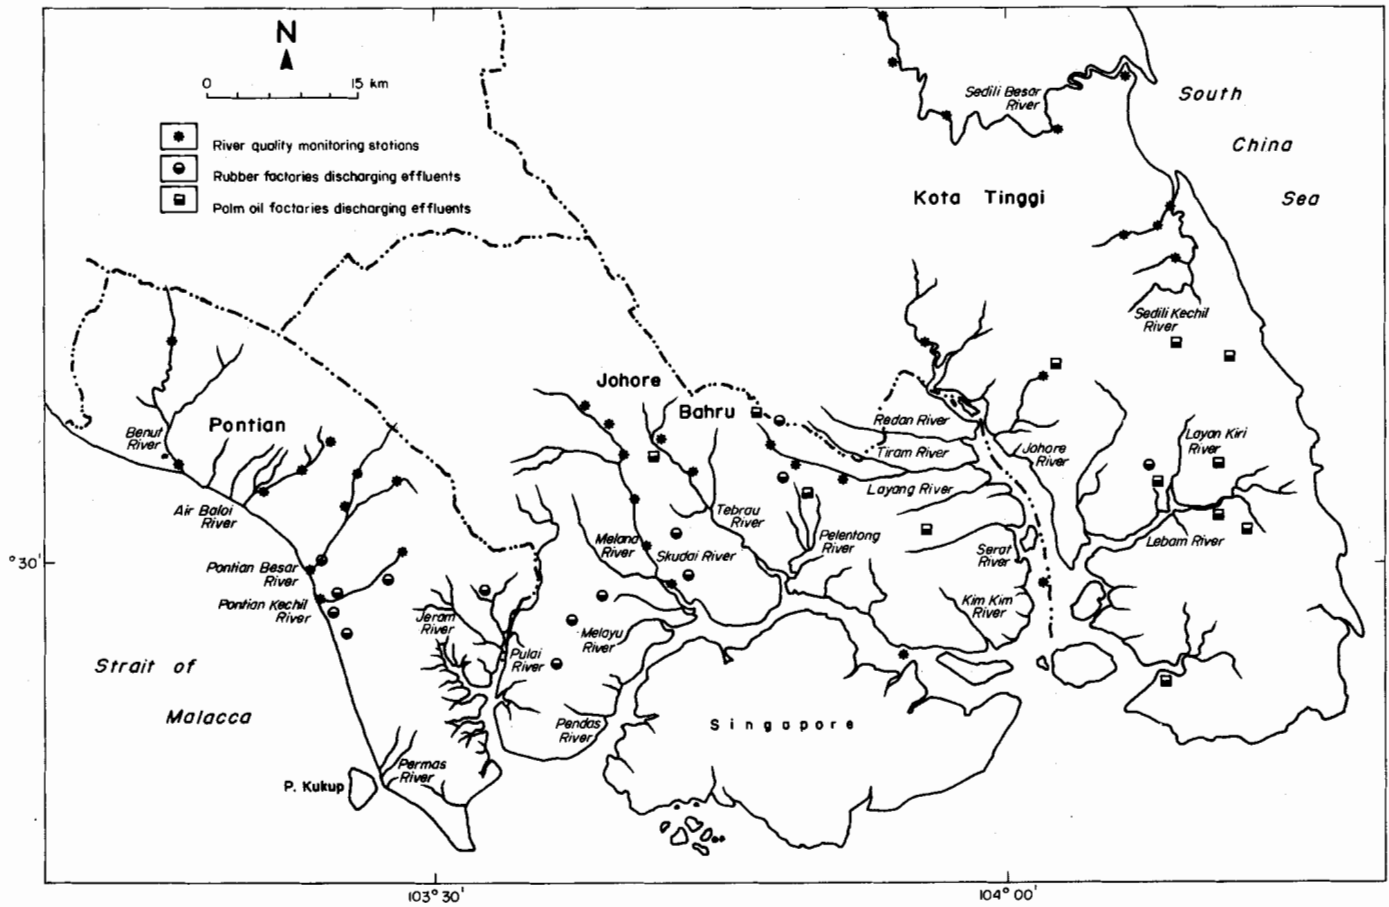 N
0 15 km
River quality monitoring stations
Rubber factories discharging effluents
Palm oil factories discharging effluents
Sedili Besar
River
South
China
Sea
Kota Tinggi
Sedili Kechil
River
Johore
Bahru
Pontian
Benut
River
Redan River
Tiram River
Johore
River
Layan Kiri
River
Layang River
Air Baloi
River
Tebrau
River
Pelentong
River
Melana
River
Skudai River
Serat
River
Lebam River
° 30'
Pontian Besar
River
Pontian Kechil
River
Jeram
River
Kim Kim
River
Melayu
River
Pulai
River
Strait of
Malacca
Pendas
River
Singapore
Permas
River
P. Kukup
103° 30'
104° 00'